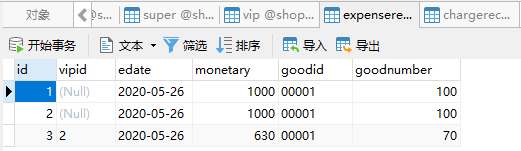 对象 @s... super @sh... vip @shop... expensere... chargerec...
开始事务 文本 筛选 排序 导入 导出
id vipid edate monetary goodid goodnumber
1 (Null) 2020-05-26 1000 00001 100
2 (Null) 2020-05-26 1000 00001 100
3 2 2020-05-26 630 00001 70